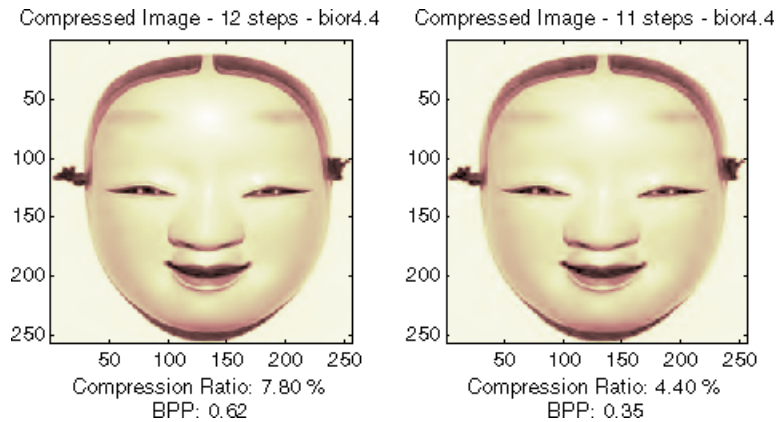 Compressed Image - 12 steps - bior4.4
50
100
150
200
250
50 100 150 200 250
Compression Ratio: 7.80 %
BPP: 0.62
Compressed Image - 11 steps - bior4.4
50
100
150
200
250
50 100 150 200 250
Compression Ratio: 4.40 %
BPP: 0.35